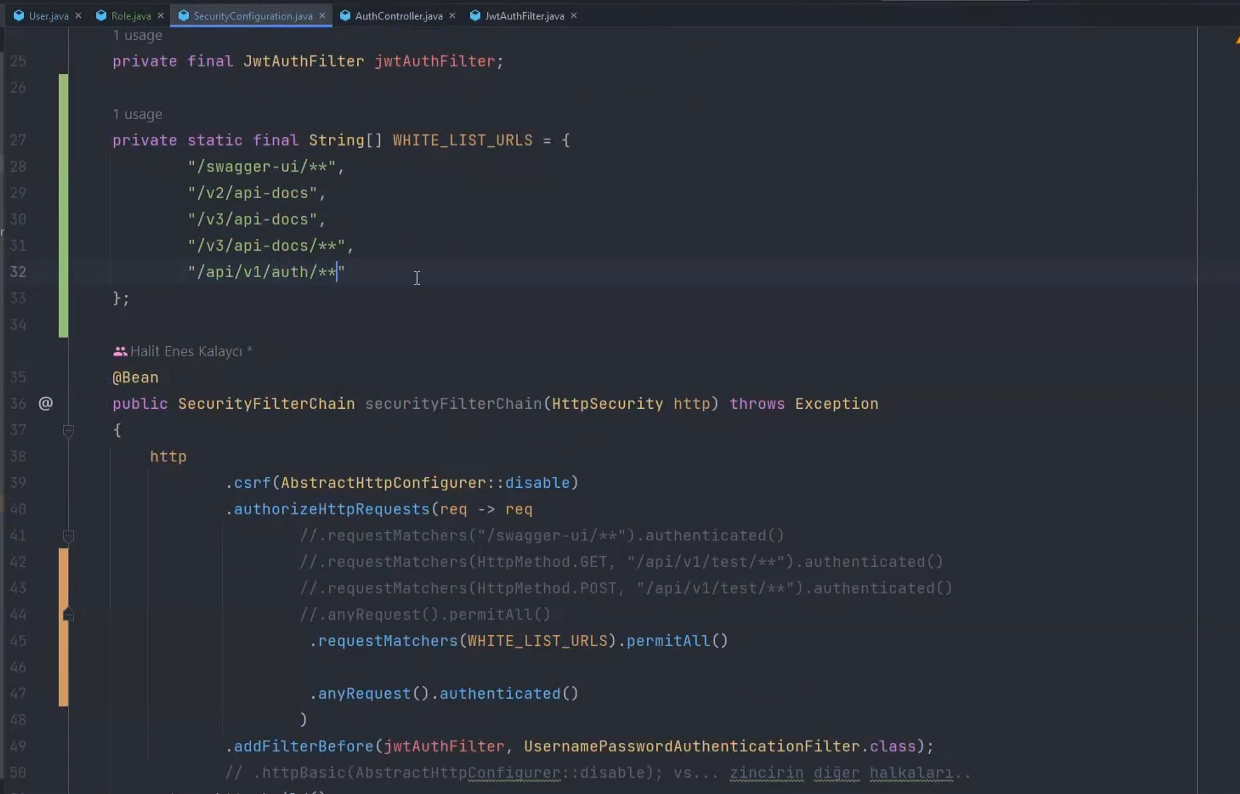 User.java × Role.java × SecurityConfiguration.java × AuthController.java × JwtAuthFilter.java ×
1 usage
25 private final JwtAuthFilter jwtAuthFilter;
26
1 usage
27 private static final String[] WHITE_LIST_URLS = {
28 "/swagger-ui/**",
29 "/v2/api-docs",
30 "/v3/api-docs",
31 "/v3/api-docs/**",
32 "/api/v1/auth/**"
33 };
34
Halit Enes Kalaycı *
35 @Bean
36 @ public SecurityFilterChain securityFilterChain(HttpSecurity http) throws Exception
37 {
38 http
39 .csrf(AbstractHttpConfigurer::disable)
40 .authorizeHttpRequests(req -> req
41 //.requestMatchers("/swagger-ui/**").authenticated()
42 //.requestMatchers(HttpMethod.GET, "/api/v1/test/**").authenticated()
43 //.requestMatchers(HttpMethod.POST, "/api/v1/test/**").authenticated()
44 //.anyRequest().permitAll()
45 .requestMatchers(WHITE_LIST_URLS).permitAll()
46
47 .anyRequest().authenticated()
48 )
49 .addFilterBefore(jwtAuthFilter, UsernamePasswordAuthenticationFilter.class);
50 // .httpBasic(AbstractHttpConfigurer::disable); vs... zincirin diğer halkaları..